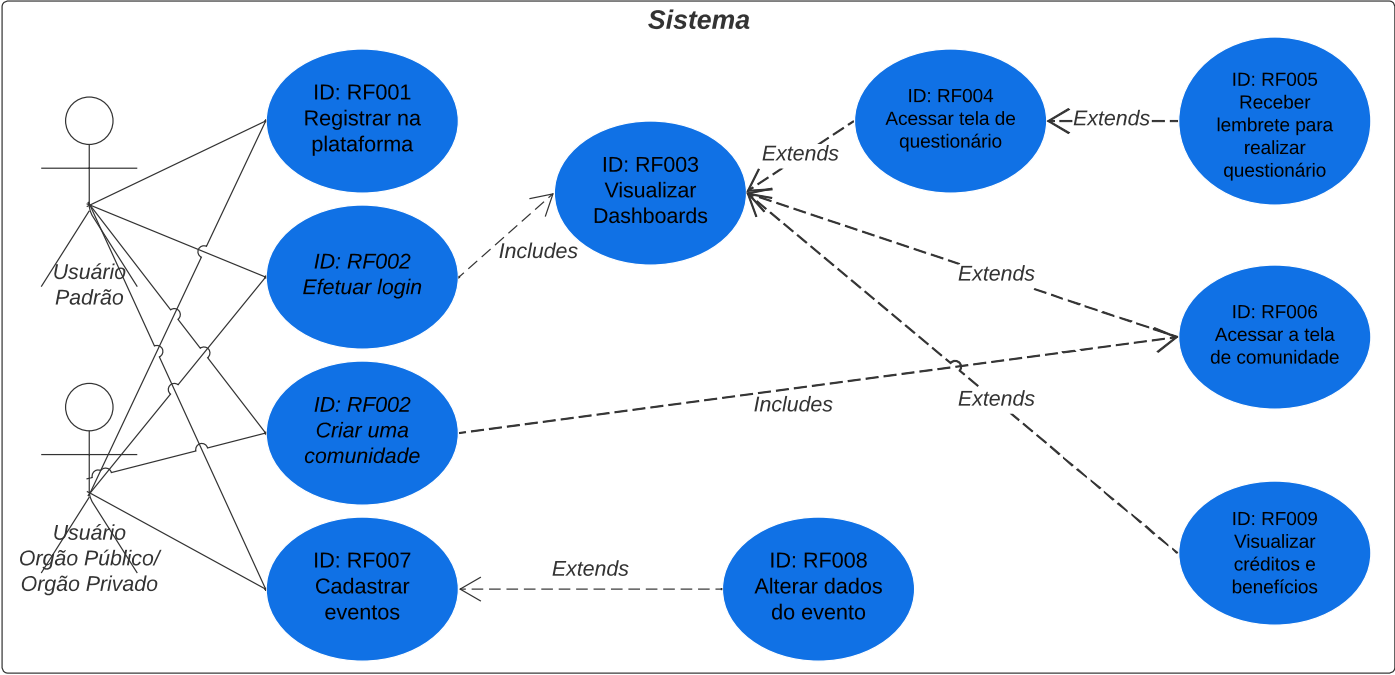 Sistema
ID: RF001
Registrar na
plataforma
ID: RF002
Efetuar login
ID: RF002
Criar uma
comunidade
ID: RF007
Cadastrar
eventos
Usuário
Padrão
Usuário
Orgão Público/
Orgão Privado
Includes
ID: RF003
Visualizar
Dashboards
Extends
ID: RF004
Acessar tela de
questionário
Extends
ID: RF005
Receber
lembrete para
realizar
questionário
Extends
ID: RF006
Acessar a tela
de comunidade
Includes
Extends
ID: RF009
Visualizar
créditos e
benefícios
Extends
ID: RF008
Alterar dados
do evento